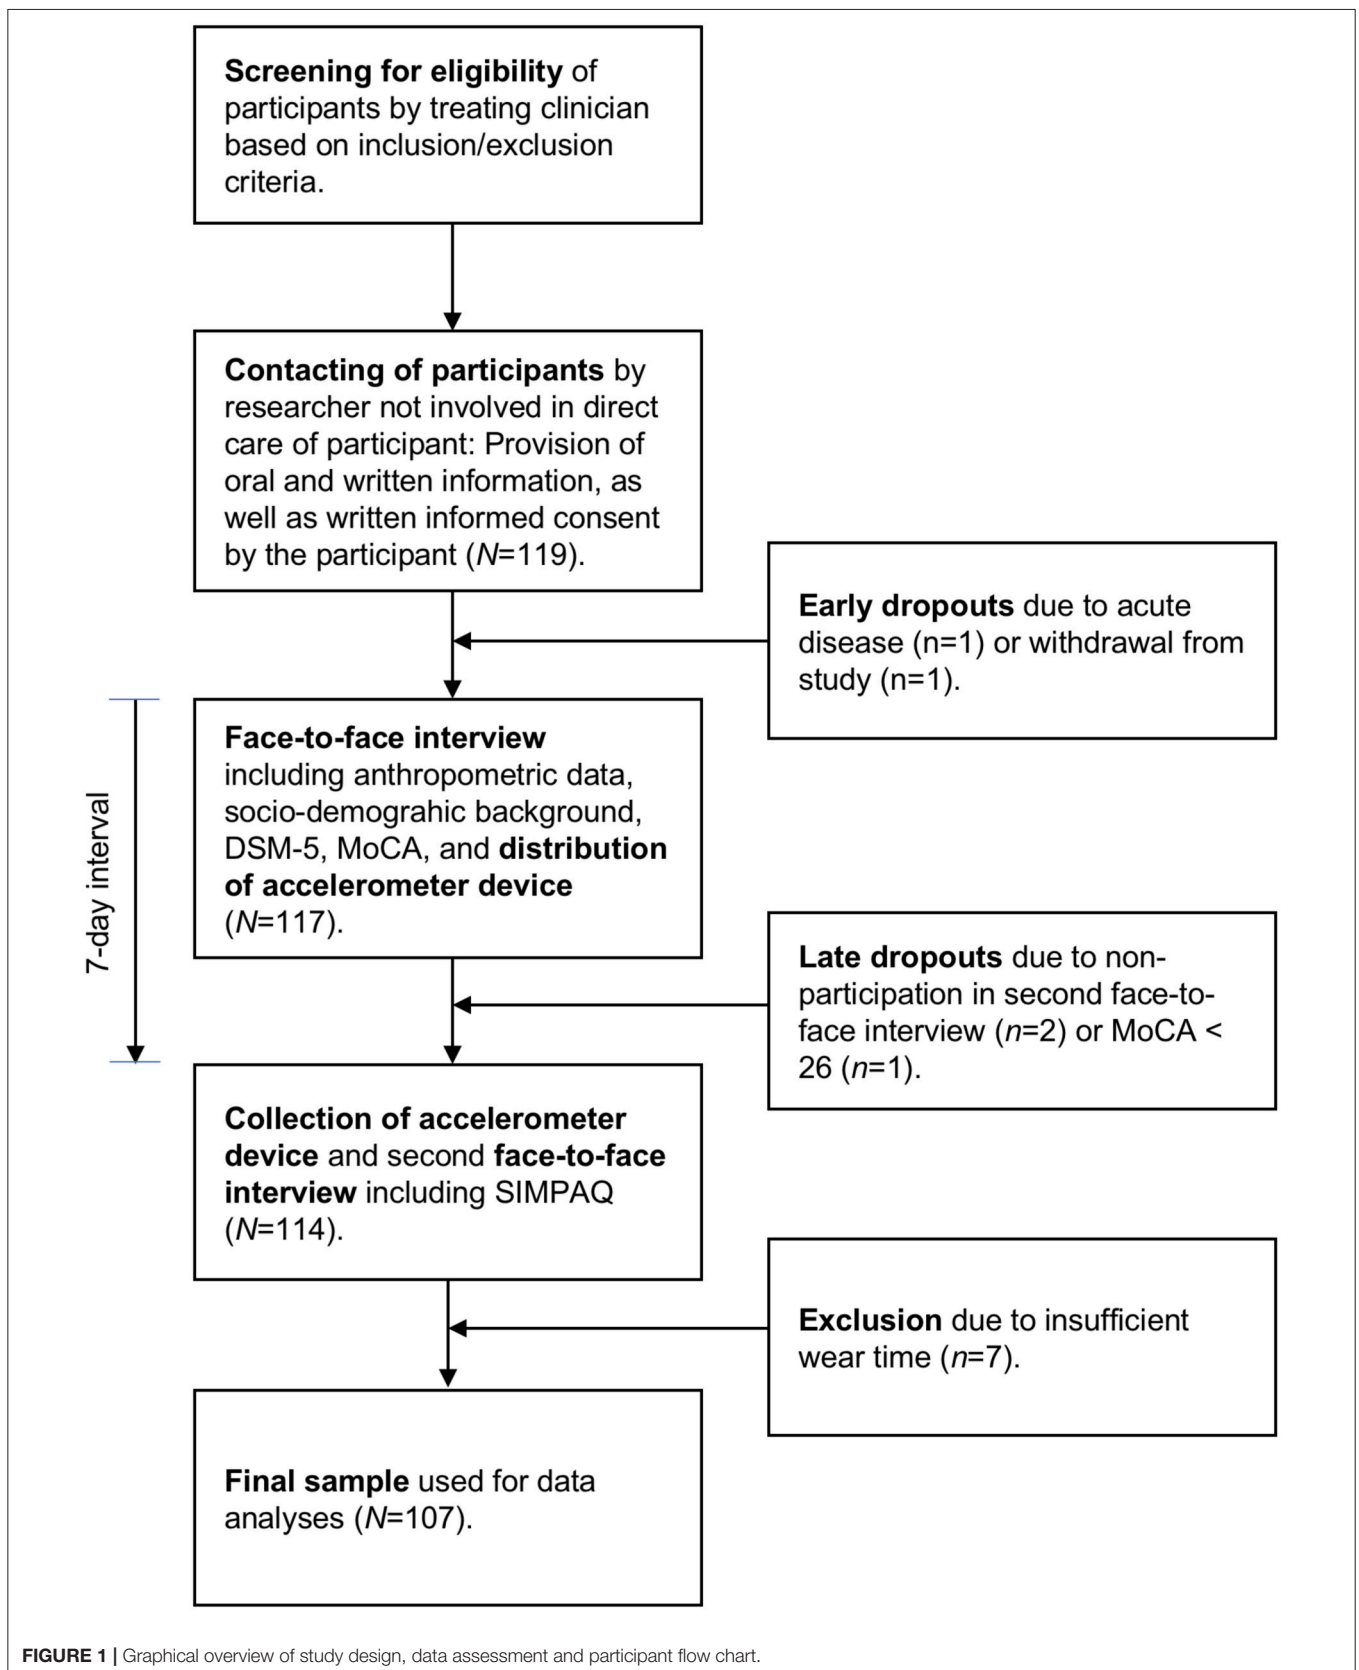 Screening for eligibility of
participants by treating clinician
based on inclusion/exclusion
criteria.
Contacting of participants by
researcher not involved in direct
care of participant: Provision of
oral and written information, as
well as written informed consent
by the participant (N=119).
Early dropouts due to acute
disease (n=1) or withdrawal from
study (n=1).
7-day interval
Face-to-face interview
including anthropometric data,
socio-demograhic background,
DSM-5, MoCA, and distribution
of accelerometer device
(N=117).
Late dropouts due to non-
participation in second face-to-
face interview (n=2) or MoCA <
26 (n=1).
Collection of accelerometer
device and second face-to-face
interview including SIMPAQ
(N=114).
Exclusion due to insufficient
wear time (n=7).
Final sample used for data
analyses (N=107).
FIGURE 1 | Graphical overview of study design, data assessment and participant flow chart.